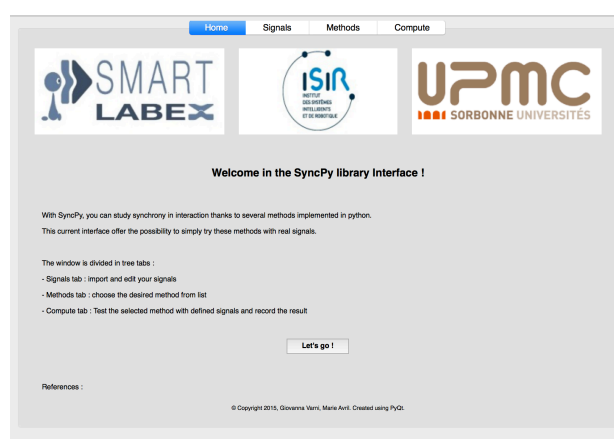 Home Signals Methods Compute
SMART
LABEX
ISIR
INSTITUT
DES SYSTÈMES
INTELLIGENTS
ET DE ROBOTIQUE
UPMC
SORBONNE UNIVERSITÉS
Welcome in the SyncPy library Interface !
With SyncPy, you can study synchrony in interaction thanks to several methods implemented in python.
This current interface offer the possibility to simply try these methods with real signals.
The window is divided in tree tabs :
- Signals tab : import and edit your signals
- Methods tab : choose the desired method from list
- Compute tab : Test the selected method with defined signals and record the result
Let's go !
References :
© Copyright 2015, Giovanna Varni, Marie Avril. Created using PyQt.